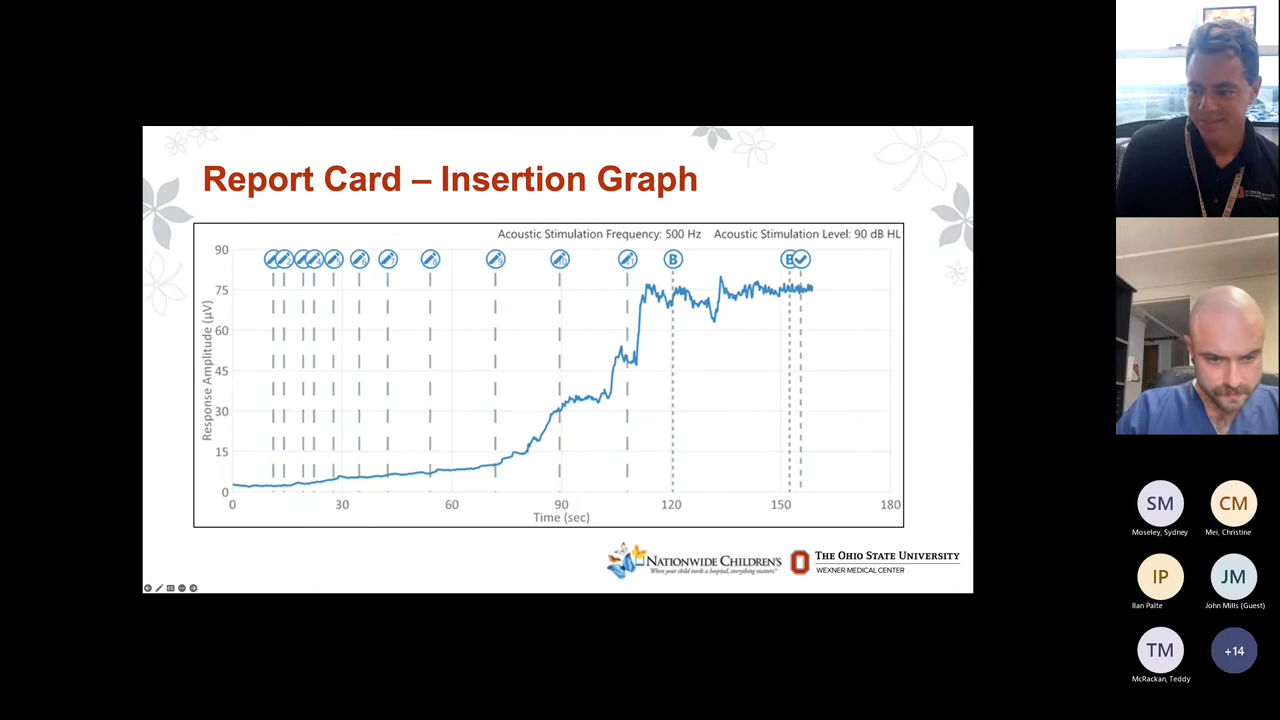 Report Card – Insertion Graph
Acoustic Stimulation Frequency: 500 Hz Acoustic Stimulation Level: 90 dB HL
90
75
60
45
30
15
0
Response Amplitude (µV)
B
0 30 60 90 120 150 180
Time (sec)
NATIONWIDE CHILDREN'S
When your child needs a hospital, everything matters.
THE OHIO STATE UNIVERSITY
WEXNER MEDICAL CENTER
SM
Moseley, Sydney
CM
Mei, Christine
IP
Ilan Palte
JM
John Mills (Guest)
TM
McRackan, Teddy
+14